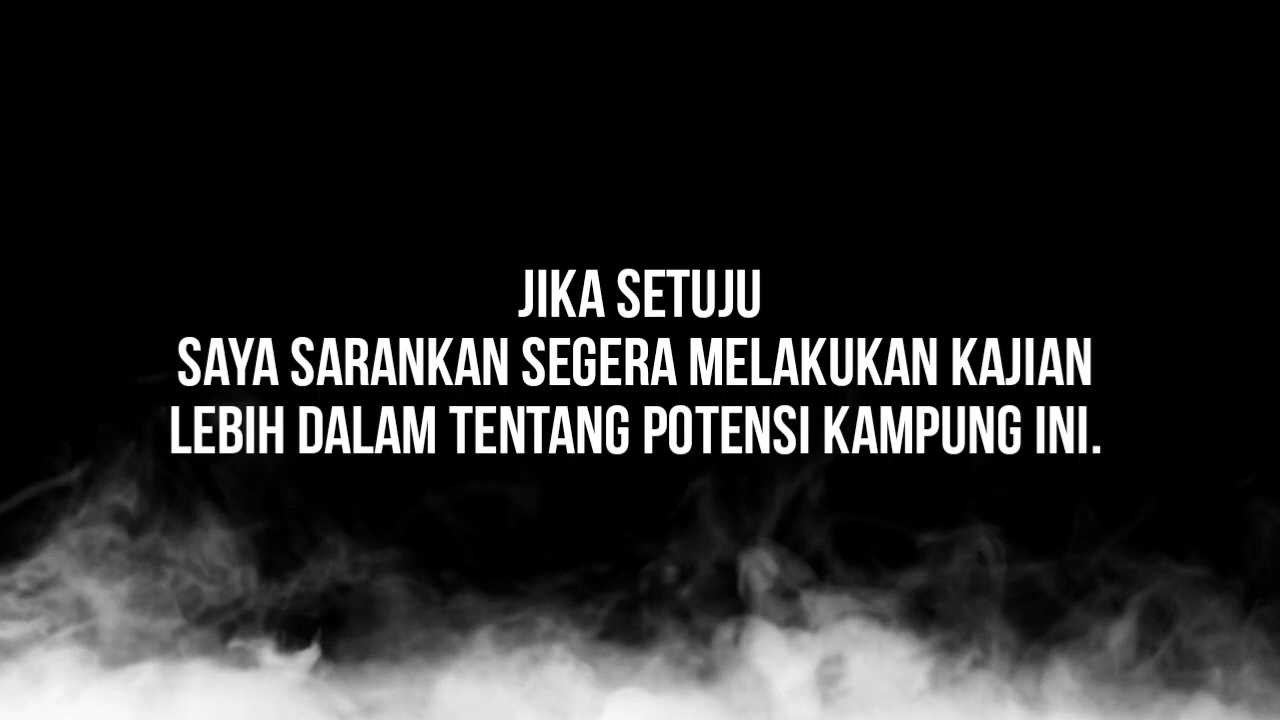 JIKA SETUJU
SAYA SARANKAN SEGERA MELAKUKAN KAJIAN
LEBIH DALAM TENTANG POTENSI KAMPUNG INI.